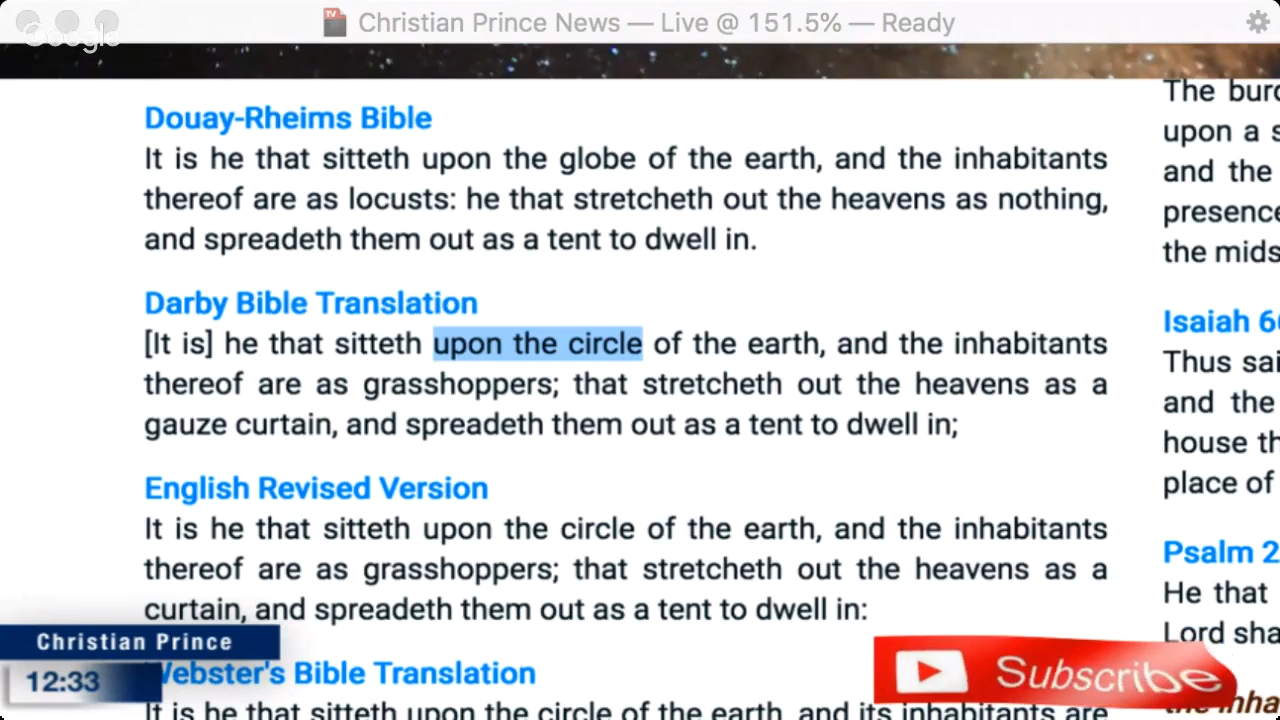 Christian Prince News — Live @ 151.5% — Ready
Google
Douay-Rheims Bible
It is he that sitteth upon the globe of the earth, and the inhabitants
thereof are as locusts: he that stretcheth out the heavens as nothing,
and spreadeth them out as a tent to dwell in.
Darby Bible Translation
[It is] he that sitteth upon the circle of the earth, and the inhabitants
thereof are as grasshoppers; that stretcheth out the heavens as a
gauze curtain, and spreadeth them out as a tent to dwell in;
English Revised Version
It is he that sitteth upon the circle of the earth, and the inhabitants
thereof are as grasshoppers; that stretcheth out the heavens as a
curtain, and spreadeth them out as a tent to dwell in:
Webster's Bible Translation
It is he that sitteth upon the circle of the earth, and its inhabitants are
The
upon a
and the
presence
the
Isaiah 6
Thus
and the
house
place of
Psalm 2
He that
Lord
Christian Prince
12:33
Subscribe
TV